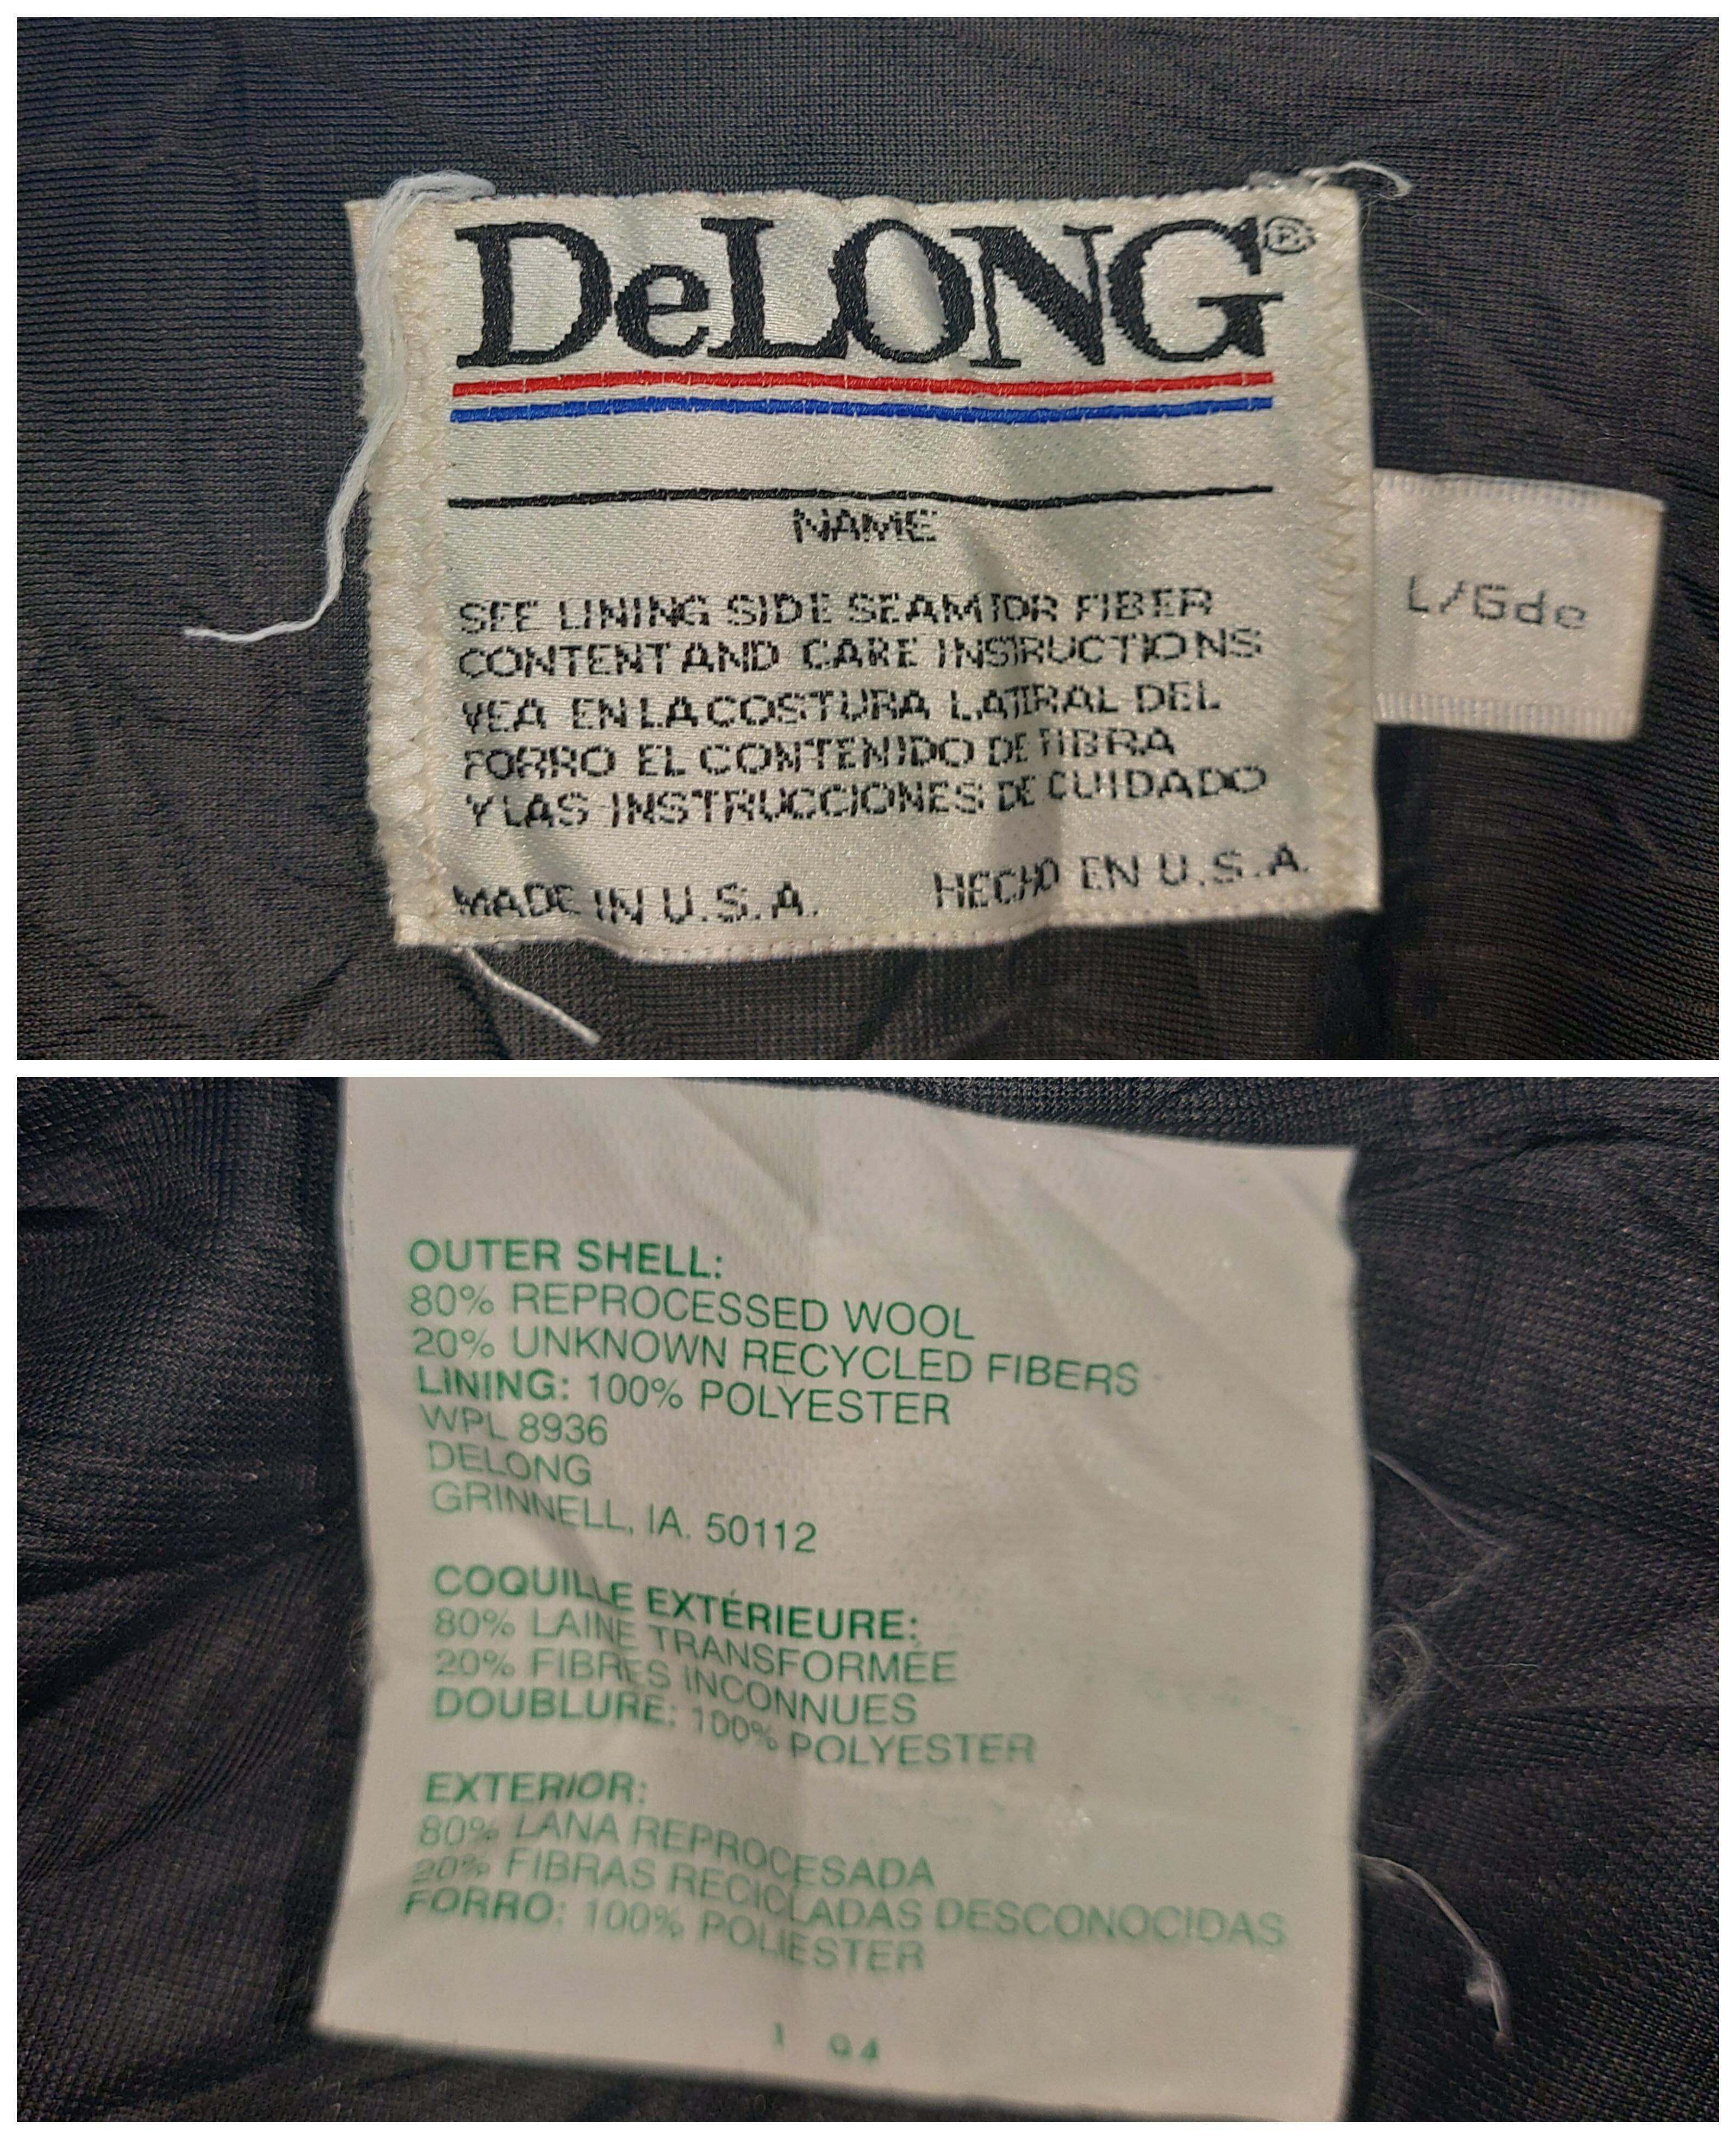 DeLONG®
NAME
SEE LINING SIDE SEAM FOR FIBER
CONTENT AND CARE INSTRUCTIONS
VEA EN LA COSTURA LATERAL DEL
FORRO EL CONTENIDO DE FIBRA
Y LAS INSTRUCCIONES DE CUIDADO
MADE IN U.S.A. HECHO EN U.S.A.
L/Gde
OUTER SHELL:
80% REPROCESSED WOOL
20% UNKNOWN RECYCLED FIBERS
LINING: 100% POLYESTER
WPL 8936
DELONG
GRINNELL, IA. 50112
COQUILLE EXTÉRIEURE:
80% LAINE TRANSFORMÉE
20% FIBRES INCONNUES
DOUBLURE: 100% POLYESTER
EXTERIOR:
80% LANA REPROCESADA
20% FIBRAS RECICLADAS DESCONOCIDAS
FORRO: 100% POLIESTER
1